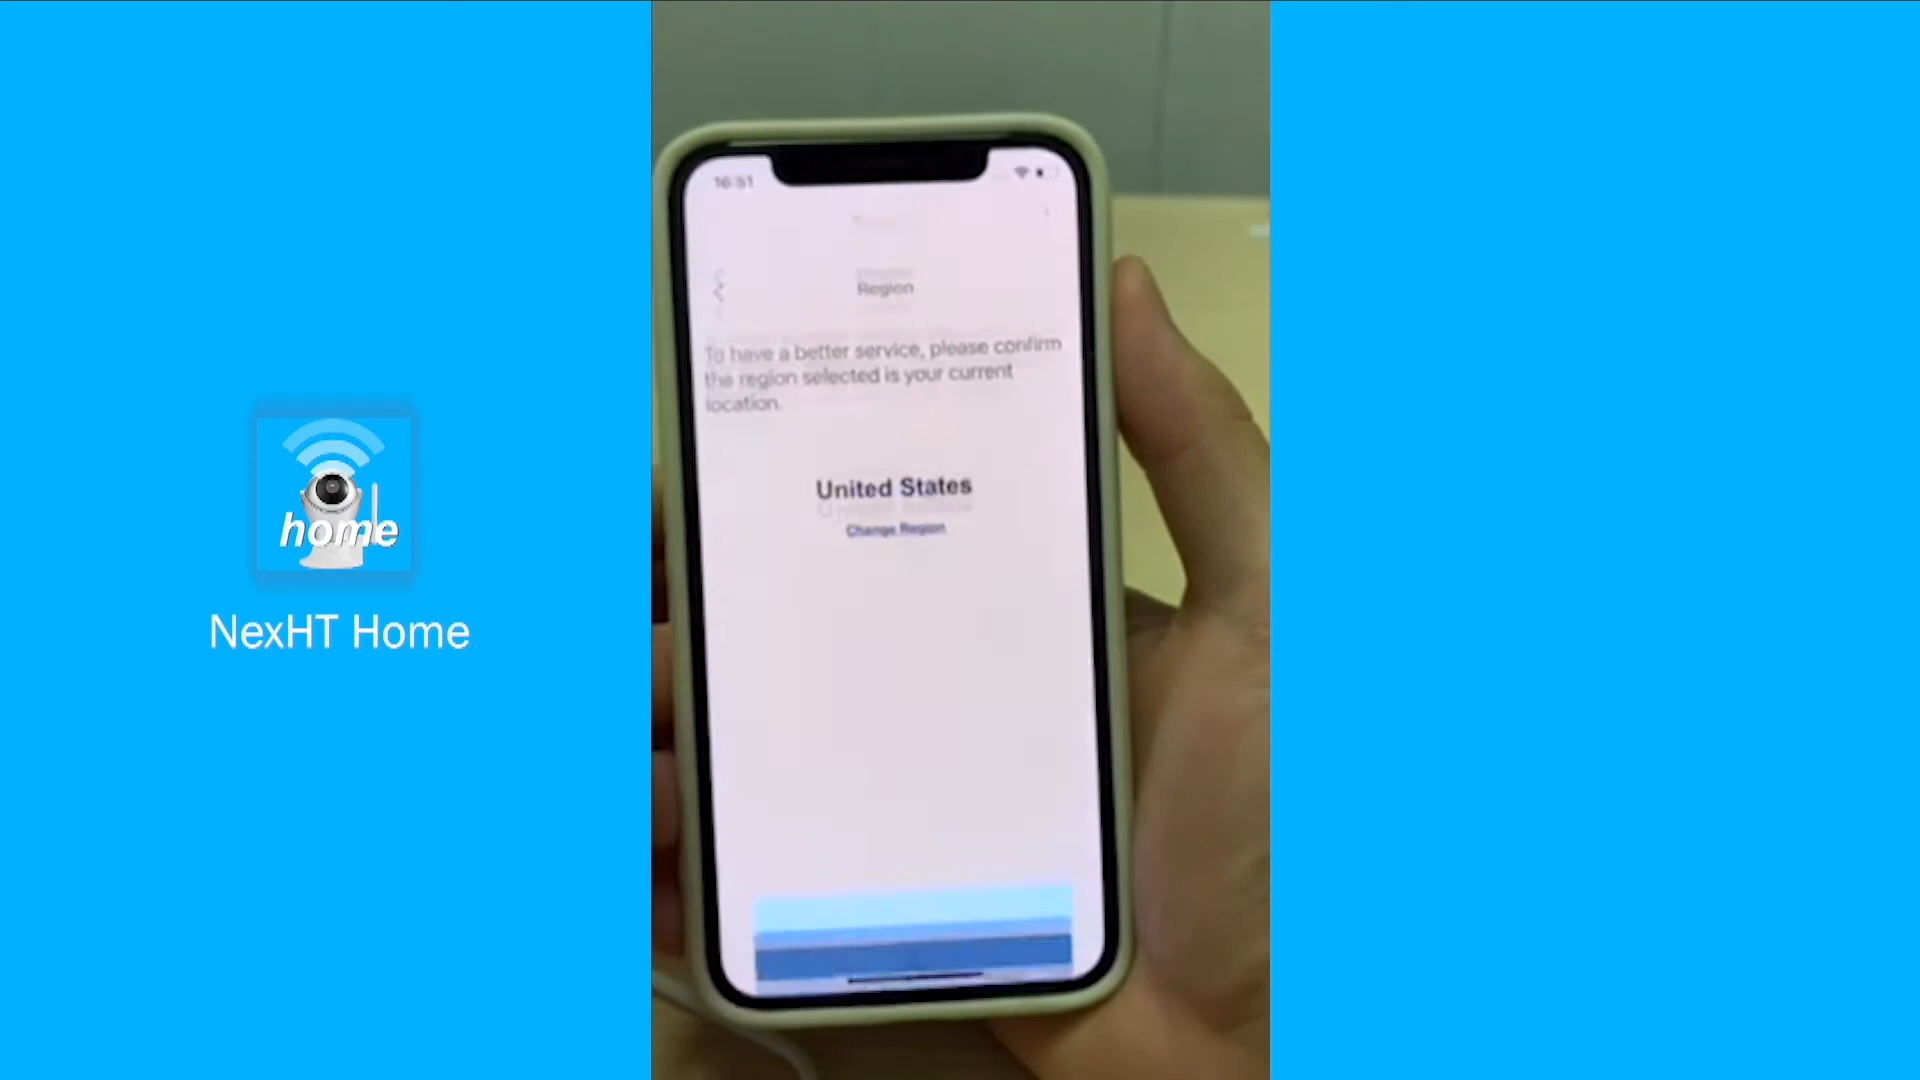 16:51
Region
To have a better service, please confirm
the region selected is your current
location.
United States
Change Region
home
NexHT Home